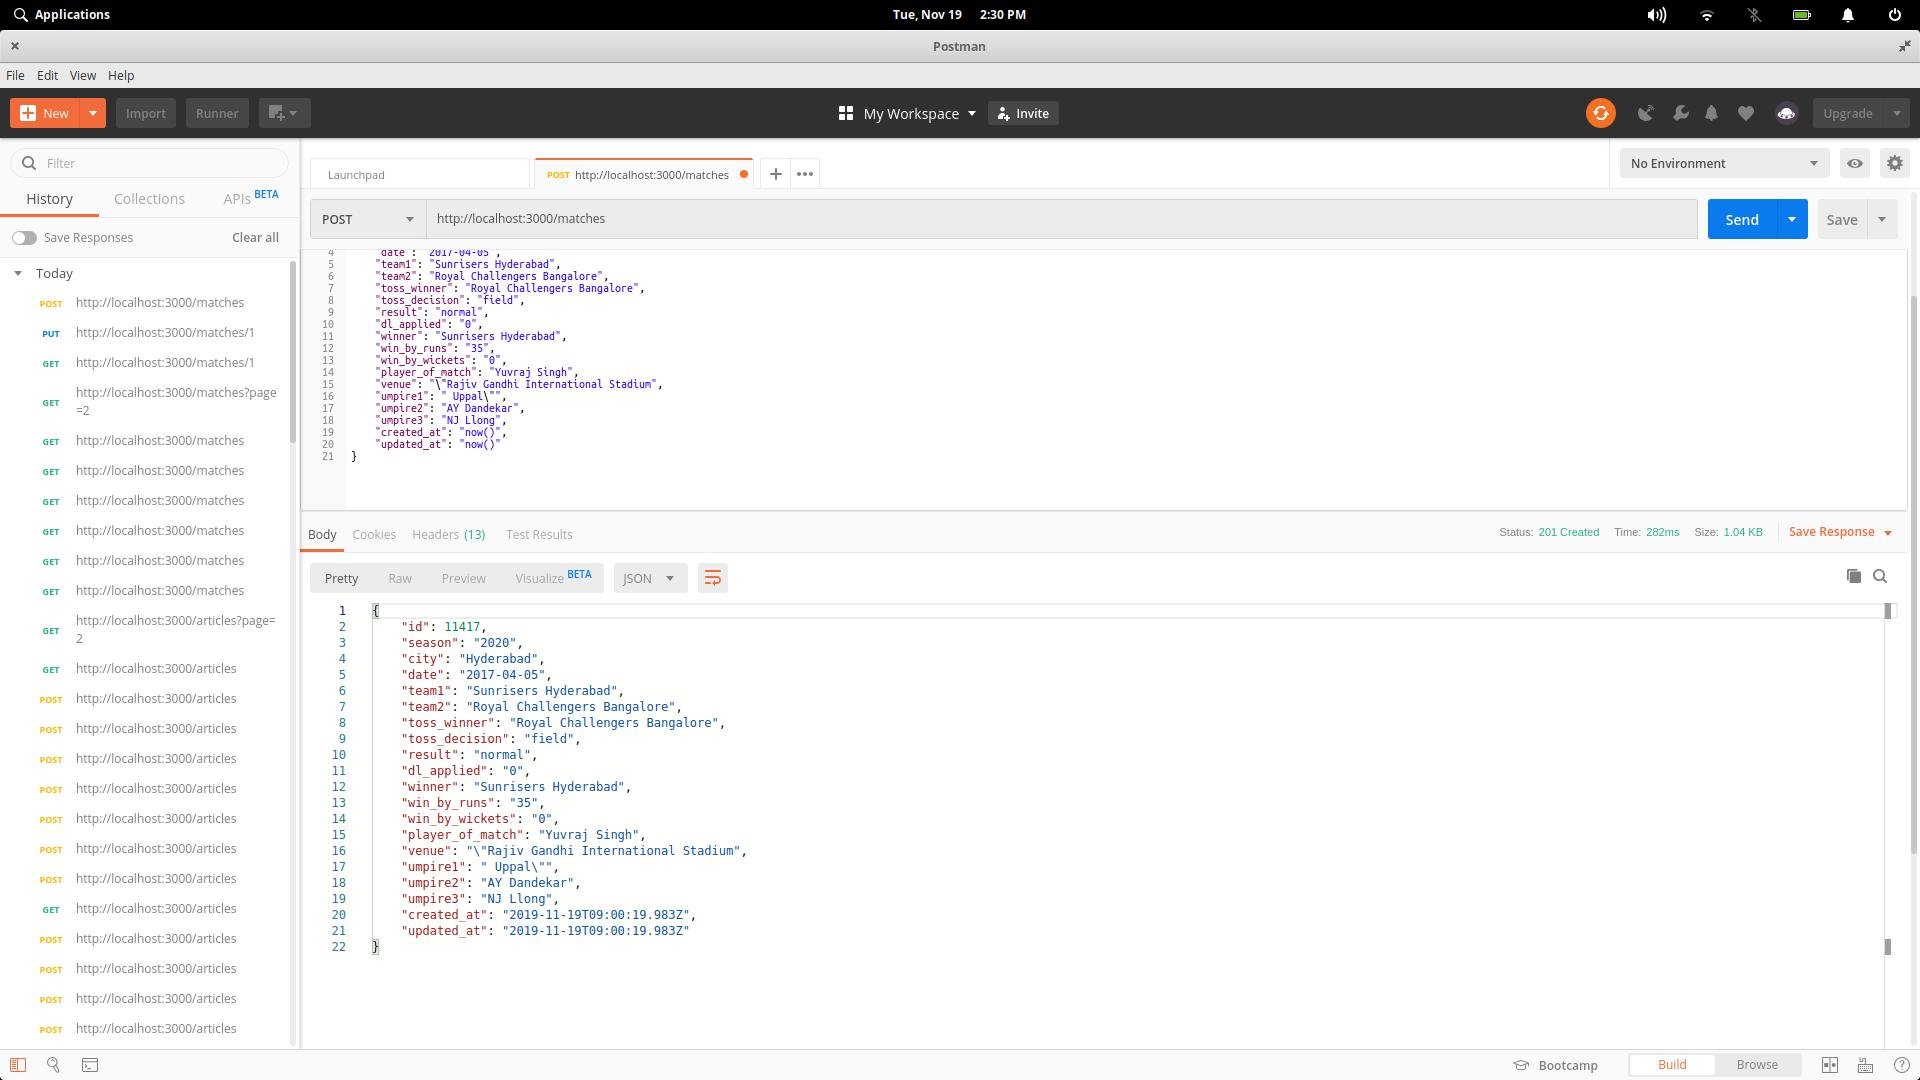 Applications
Tue, Nov 19 2:30 PM
Postman
File Edit View Help
New Import Runner
My Workspace Invite
Upgrade
Filter
History Collections APIs BETA
Save Responses Clear all
Today
POST http://localhost:3000/matches
PUT http://localhost:3000/matches/1
GET http://localhost:3000/matches/1
GET http://localhost:3000/matches?page
=2
GET http://localhost:3000/matches
GET http://localhost:3000/matches
GET http://localhost:3000/matches
GET http://localhost:3000/matches
GET http://localhost:3000/matches
GET http://localhost:3000/matches
GET http://localhost:3000/articles?page=
2
GET http://localhost:3000/articles
POST http://localhost:3000/articles
POST http://localhost:3000/articles
POST http://localhost:3000/articles
POST http://localhost:3000/articles
POST http://localhost:3000/articles
POST http://localhost:3000/articles
POST http://localhost:3000/articles
GET http://localhost:3000/articles
POST http://localhost:3000/articles
POST http://localhost:3000/articles
POST http://localhost:3000/articles
POST http://localhost:3000/articles
Launchpad
POST http://localhost:3000/matches
No Environment
POST http://localhost:3000/matches
Send Save
4 "date": "2017-04-05",
5 "team1": "Sunrisers Hyderabad",
6 "team2": "Royal Challengers Bangalore",
7 "toss_winner": "Royal Challengers Bangalore",
8 "toss_decision": "field",
9 "result": "normal",
10 "dl_applied": "0",
11 "winner": "Sunrisers Hyderabad",
12 "win_by_runs": "35",
13 "win_by_wickets": "0",
14 "player_of_match": "Yuvraj Singh",
15 "venue": "\"Rajiv Gandhi International Stadium",
16 "umpire1": " Uppal\"",
17 "umpire2": "AY Dandekar",
18 "umpire3": "NJ Llong",
19 "created_at": "now()",
20 "updated_at": "now()"
21 }
Body Cookies Headers (13) Test Results
Status: 201 Created Time: 282ms Size: 1.04 KB Save Response
Pretty Raw Preview Visualize BETA JSON
1 {
2 "id": 11417,
3 "season": "2020",
4 "city": "Hyderabad",
5 "date": "2017-04-05",
6 "team1": "Sunrisers Hyderabad",
7 "team2": "Royal Challengers Bangalore",
8 "toss_winner": "Royal Challengers Bangalore",
9 "toss_decision": "field",
10 "result": "normal",
11 "dl_applied": "0",
12 "winner": "Sunrisers Hyderabad",
13 "win_by_runs": "35",
14 "win_by_wickets": "0",
15 "player_of_match": "Yuvraj Singh",
16 "venue": "\"Rajiv Gandhi International Stadium",
17 "umpire1": " Uppal\"",
18 "umpire2": "AY Dandekar",
19 "umpire3": "NJ Llong",
20 "created_at": "2019-11-19T09:00:19.983Z",
21 "updated_at": "2019-11-19T09:00:19.983Z"
22 }
Bootcamp Build Browse